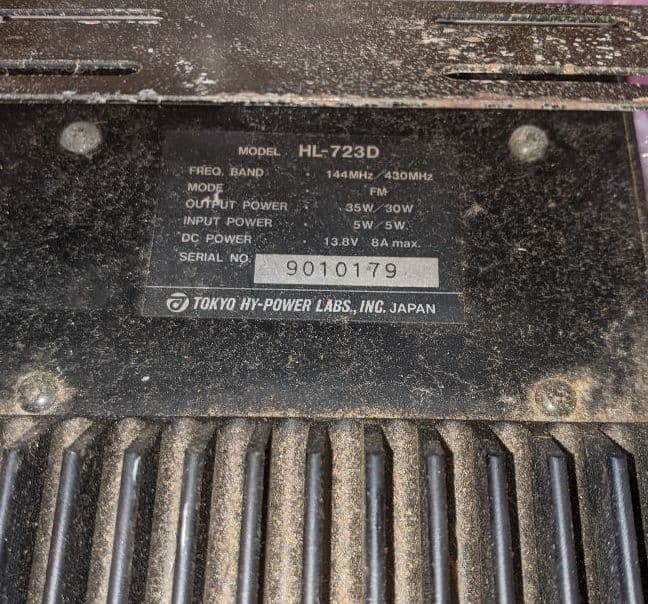 MODEL HL-723D
FREQ. BAND : 144MHz / 430MHz
MODE : FM
OUTPUT POWER : 35W / 30W
INPUT POWER : 5W / 5W
DC POWER : 13.8V 8A max.
SERIAL NO. 9010179
TOKYO HY-POWER LABS., INC. JAPAN